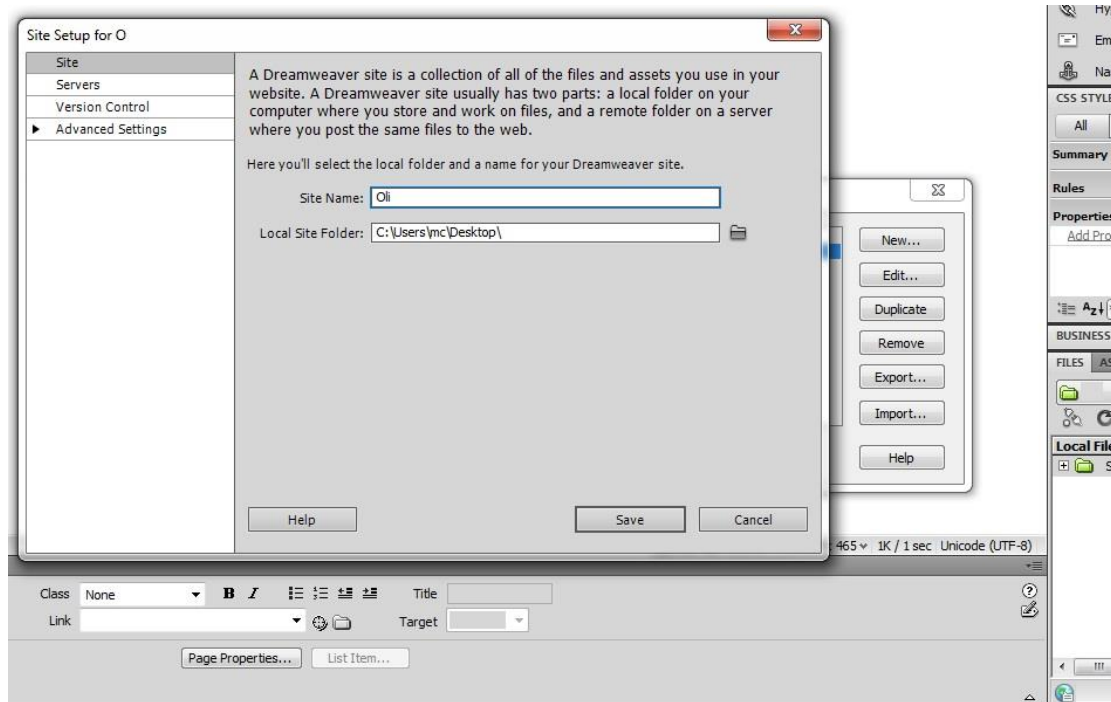 Site Setup for O
Site
Servers
Version Control
Advanced Settings
A Dreamweaver site is a collection of all of the files and assets you use in your
website. A Dreamweaver site usually has two parts: a local folder on your
computer where you store and work on files, and a remote folder on a server
where you post the same files to the web.
Here you'll select the local folder and a name for your Dreamweaver site.
Site Name: Oli
Local Site Folder: C:\Users\mc\Desktop\
Help
Save
Cancel
New...
Edit...
Duplicate
Remove
Export...
Import...
Help
465 1K / 1 sec Unicode (UTF-8)
Class None B I Title
Link Target
Page Properties... List Item...
Hy
Em
Na
CSS STYLE
All
Summary
Rules
Properties
Add Pro
BUSINESS
FILES AS
Local File
S